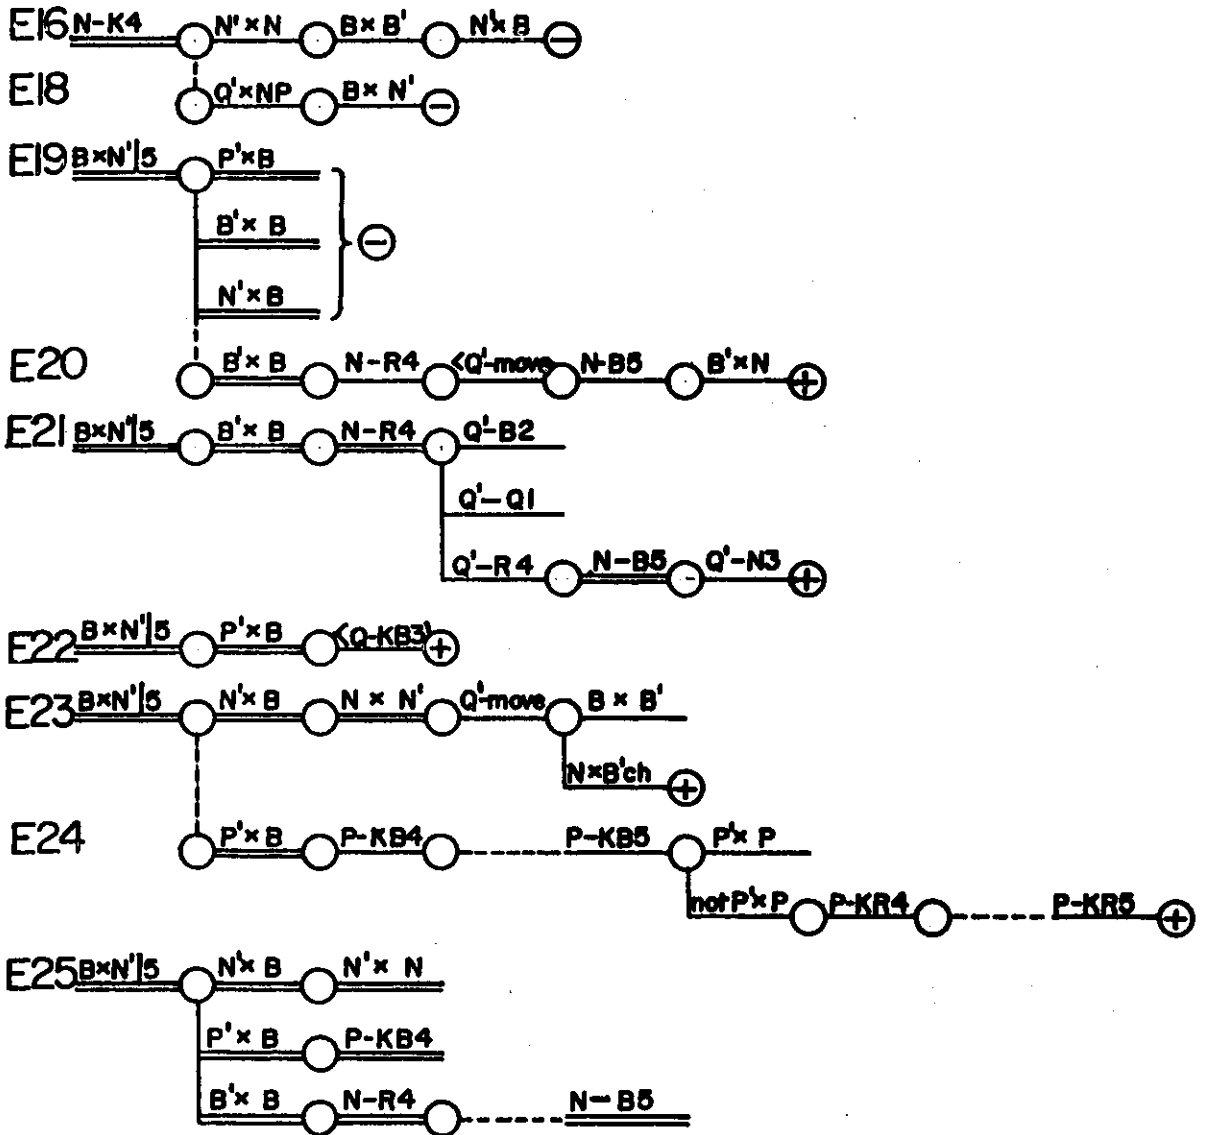 E16 N-K4 N'×N B×B' N'×B −
E18 Q'×NP B×N' −
E19 B×N'|5 P'×B
B'×B −
N'×B
E20 B'×B N-R4 <Q'-move N-B5 B'×N +
E21 B×N'|5 B'×B N-R4 Q'-B2
Q'-Q1
Q'-R4 N-B5 Q'-N3 +
E22 B×N'|5 P'×B <Q-KB3' +
E23 B×N'|5 N'×B N×N' Q'-move B×B'
N×B'ch +
E24 P'×B P-KB4 P-KB5 P'×P
not P'×P P-KR4 P-KR5 +
E25 B×N'|5 N'×B N'×N
P'×B P-KB4
B'×B N-R4 N-B5